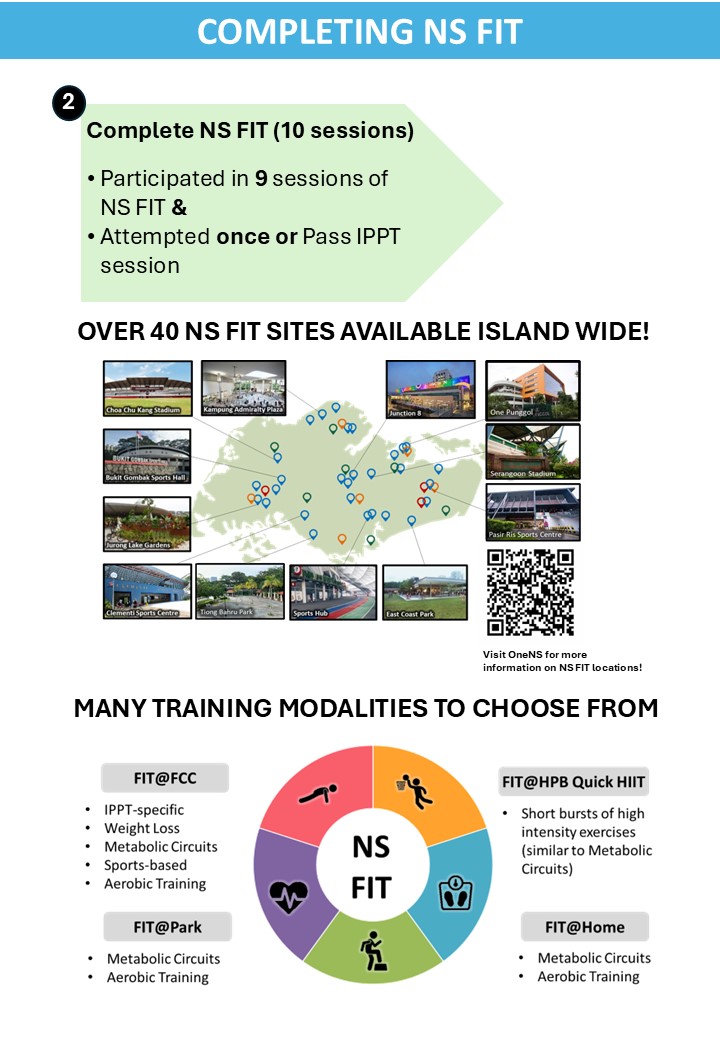 COMPLETING NS FIT
2
Complete NS FIT (10 sessions)
• Participated in 9 sessions of
NS FIT &
• Attempted once or Pass IPPT
session
OVER 40 NS FIT SITES AVAILABLE ISLAND WIDE!
Choa Chu Kang Stadium
Kampung Admiralty Plaza
Junction 8
One Punggol
BUKIT GOMBAK SPORTS HALL
Bukit Gombak Sports Hall
Serangoon Stadium
Jurong Lake Gardens
Pasir Ris Sports Centre
Clementi Sports Centre
Tiong Bahru Park
Sports Hub
East Coast Park
Visit OneNS for more
information on NS FIT locations!
MANY TRAINING MODALITIES TO CHOOSE FROM
FIT@FCC
• IPPT-specific
• Weight Loss
• Metabolic Circuits
• Sports-based
• Aerobic Training
FIT@Park
• Metabolic Circuits
• Aerobic Training
NS
FIT
FIT@HPB Quick HIIT
• Short bursts of high
intensity exercises
(similar to Metabolic
Circuits)
FIT@Home
• Metabolic Circuits
• Aerobic Training